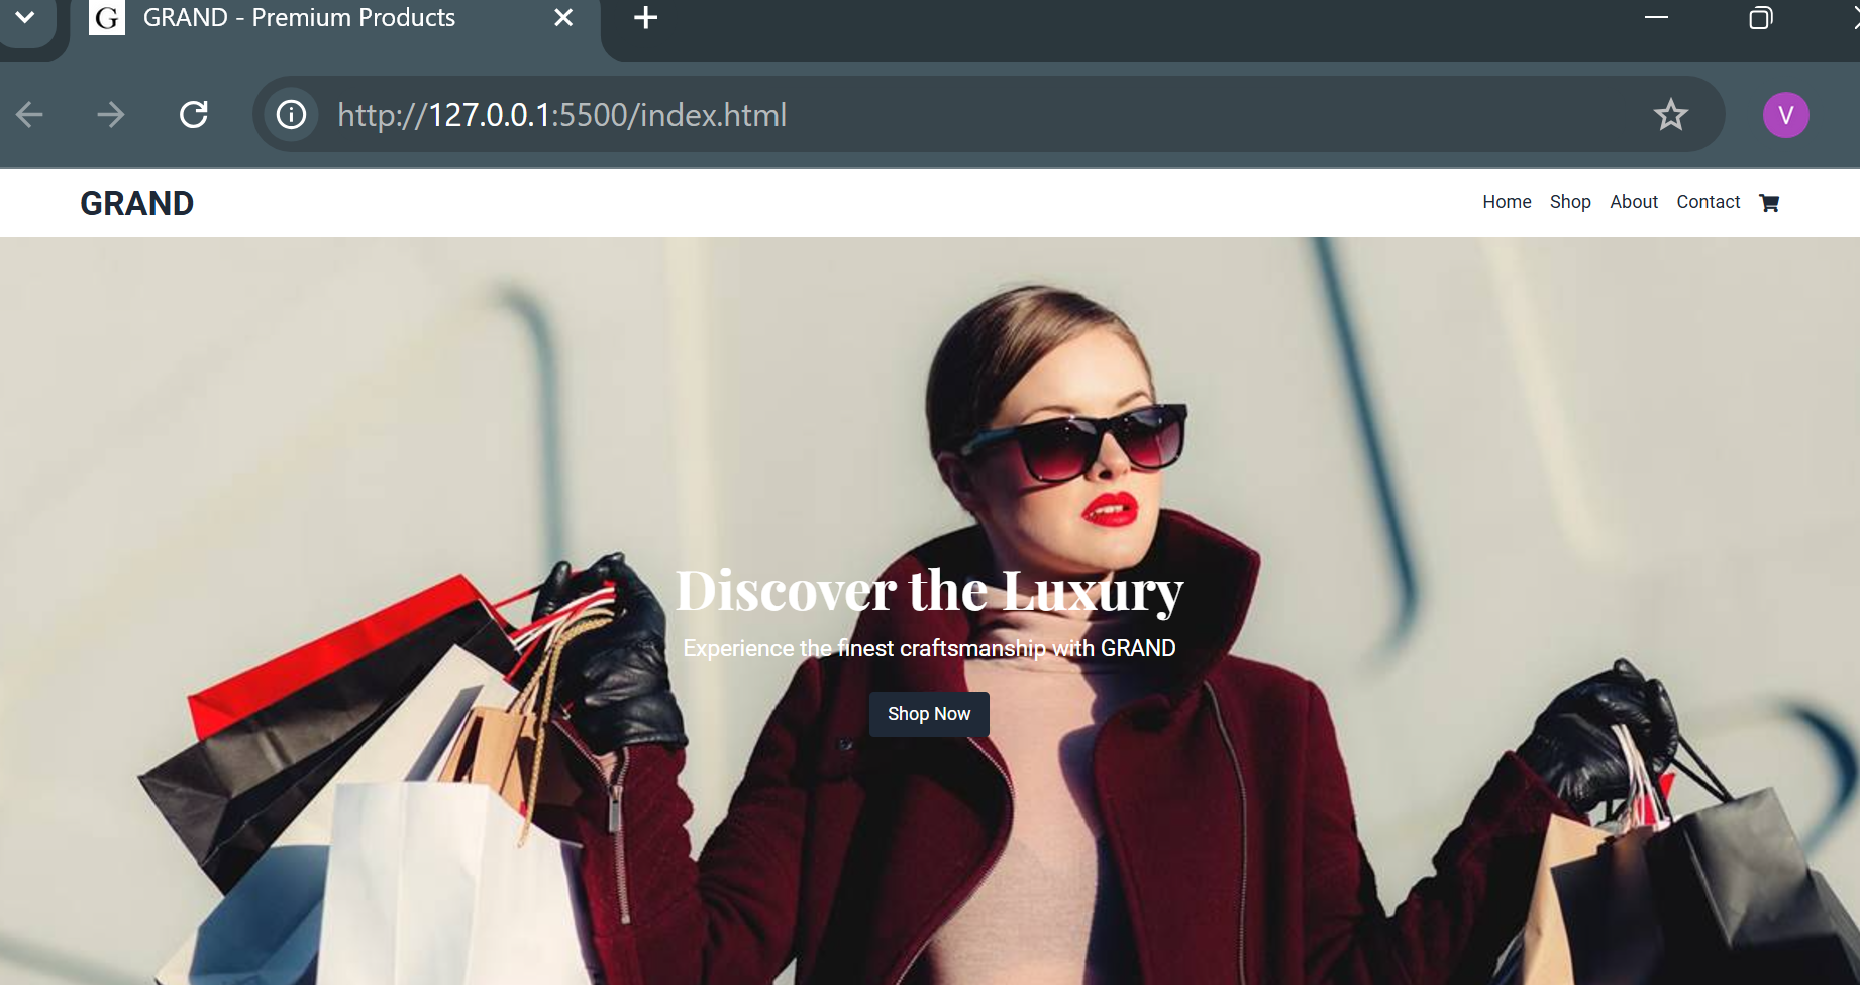 G GRAND - Premium Products
http://127.0.0.1:5500/index.html
V
GRAND
Home Shop About Contact
Discover the Luxury
Experience the finest craftsmanship with GRAND
Shop Now